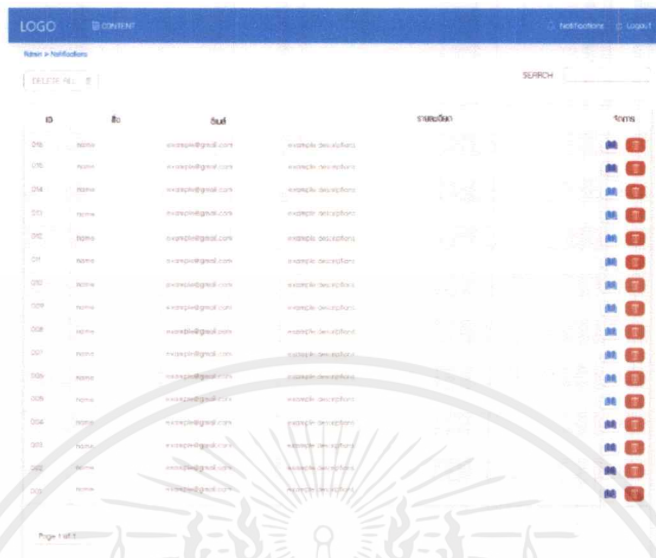 LOGO CONTENT Notifications Logout
Admin > Notifications
DELETE ALL SEARCH
ID ชื่อ อีเมล์ รายละเอียด จัดการ
016 name example@gmail.com example descriptions
015 name example@gmail.com example descriptions
014 name example@gmail.com example descriptions
013 name example@gmail.com example descriptions
012 name example@gmail.com example descriptions
011 name example@gmail.com example descriptions
010 name example@gmail.com example descriptions
009 name example@gmail.com example descriptions
008 name example@gmail.com example descriptions
007 name example@gmail.com example descriptions
006 name example@gmail.com example descriptions
005 name example@gmail.com example descriptions
004 name example@gmail.com example descriptions
003 name example@gmail.com example descriptions
002 name example@gmail.com example descriptions
001 name example@gmail.com example descriptions
Page 1 of 1